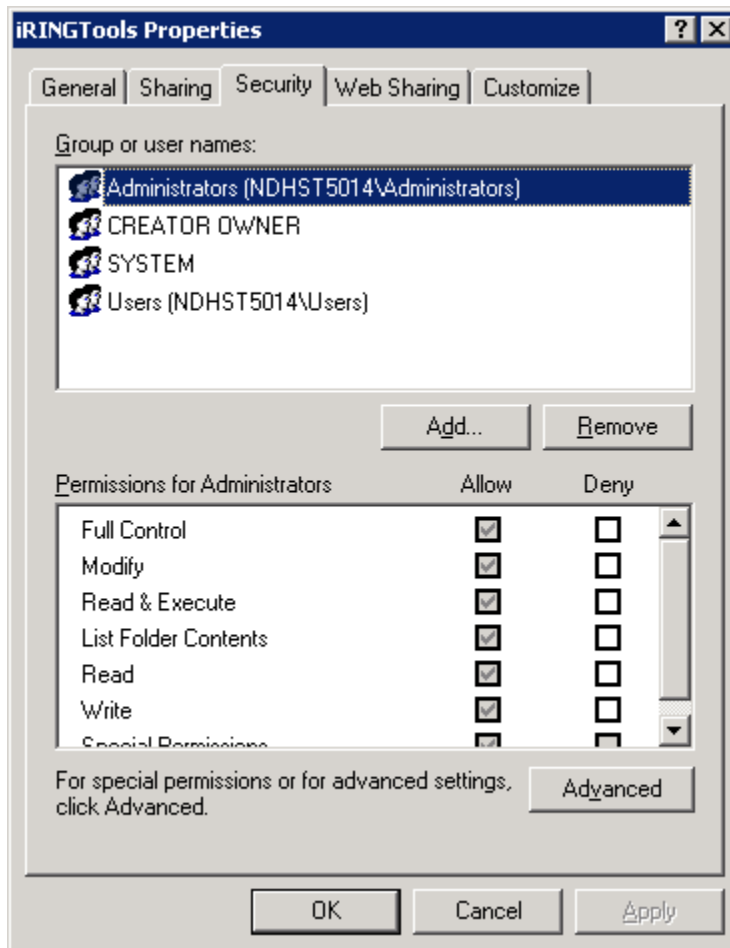 iRINGTools Properties
General Sharing Security Web Sharing Customize
Group or user names:
Administrators (NDHST5014\Administrators)
CREATOR OWNER
SYSTEM
Users (NDHST5014\Users)
Add... Remove
Permissions for Administrators Allow Deny
Full Control
Modify
Read & Execute
List Folder Contents
Read
Write
Special Permissions
For special permissions or for advanced settings,
click Advanced.
Advanced
OK Cancel Apply